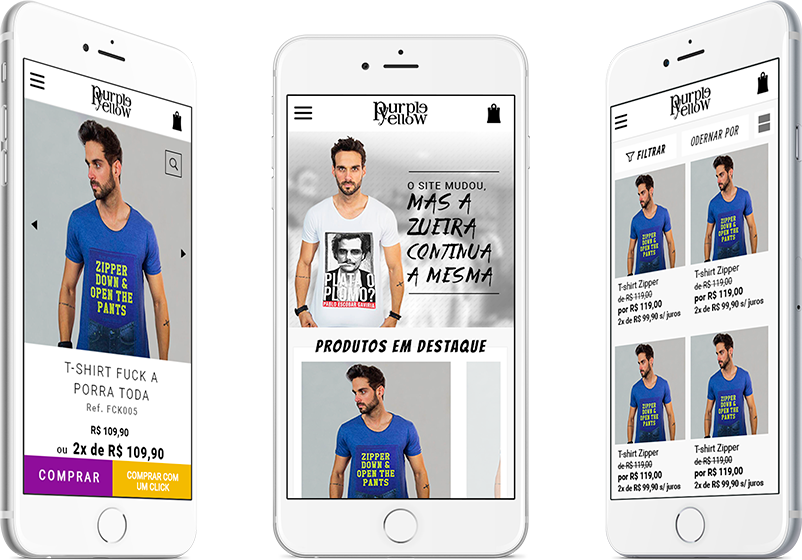 Purple
Yellow
ZIPPER
DOWN &
OPEN THE
PANTS
T-SHIRT FUCK A
PORRA TODA
Ref. FCK005
R$ 109,90
ou 2x de R$ 109,90
COMPRAR
COMPRAR COM
UM CLICK
Purple
Yellow
O SITE MUDOU,
MAS A
ZUEIRA
CONTINUA
A MESMA
PLATA O
PLOMO?
PABLO ESCOBAR GAVIRIA
PRODUTOS EM DESTAQUE
ZIPPER
DOWN &
OPEN THE
PANTS
Purple
Yellow
FILTRAR
ODERNAR POR
ZIPPER
DOWN &
OPEN THE
PANTS
ZIPPER
DOWN &
OPEN THE
PANTS
T-shirt Zipper
de R$ 119,00
por R$ 119,00
2x de R$ 99,90 s/ juros
T-shirt Zipper
de R$ 119,00
por R$ 119,00
2x de R$ 99,90 s/ juros
ZIPPER
DOWN &
OPEN THE
PANTS
ZIPPER
DOWN &
OPEN THE
PANTS
T-shirt Zipper
de R$ 119,00
por R$ 119,00
2x de R$ 99,90 s/ juros
T-shirt Zipper
de R$ 119,00
por R$ 119,00
2x de R$ 99,90 s/ juros